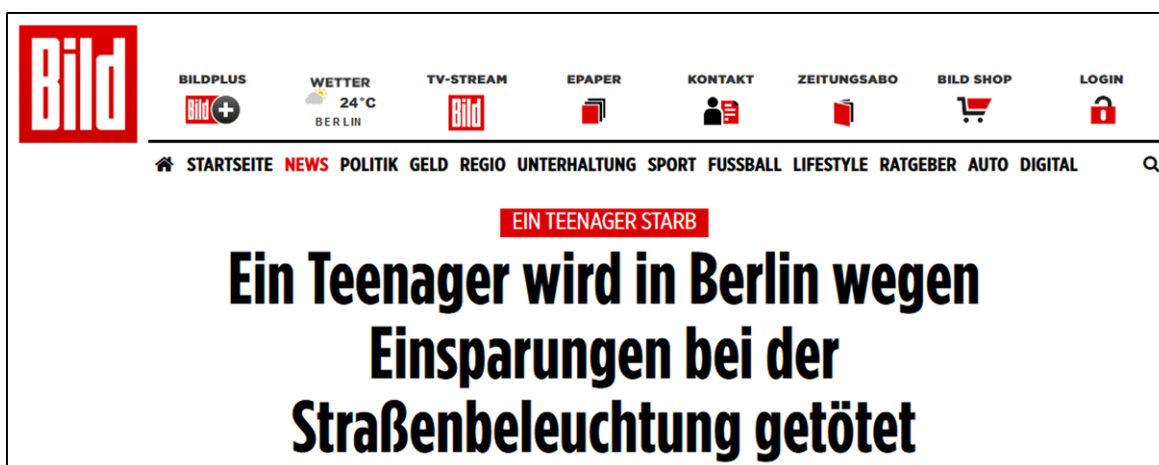 Bild
BILDPLUS WETTER TV-STREAM EPAPER KONTAKT ZEITUNGSABO BILD SHOP LOGIN
Bild + 24°C Bild
BERLIN
STARTSEITE NEWS POLITIK GELD REGIO UNTERHALTUNG SPORT FUSSBALL LIFESTYLE RATGEBER AUTO DIGITAL
EIN TEENAGER STARB
Ein Teenager wird in Berlin wegen
Einsparungen bei der
Straßenbeleuchtung getötet